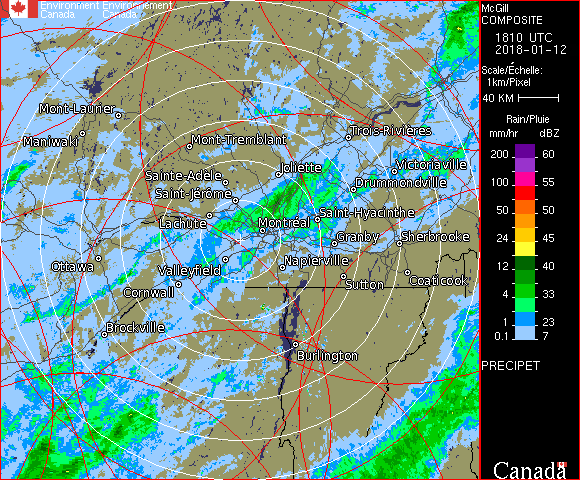 Environment Environnement
Canada Canada
McGill
COMPOSITE
1810 UTC
2018-01-12
Scale/Échelle:
1km/Pixel
40 KM
Rain/Pluie
mm/hr dBZ
200 60
100 55
50 50
24 45
12 40
4 33
1 23
0.1 7
PRECIPET
Canada
Mont-Laurier
Maniwaki
Mont-Tremblant
Trois-Rivières
Joliette
Victoriaville
Sainte-Adèle
Drummondville
Saint-Jérôme
Lachute
Saint-Hyacinthe
Montréal
Granby
Sherbrooke
Ottawa
Valleyfield
Napierville
Cornwall
Sutton
Coaticook
Brockville
Burlington